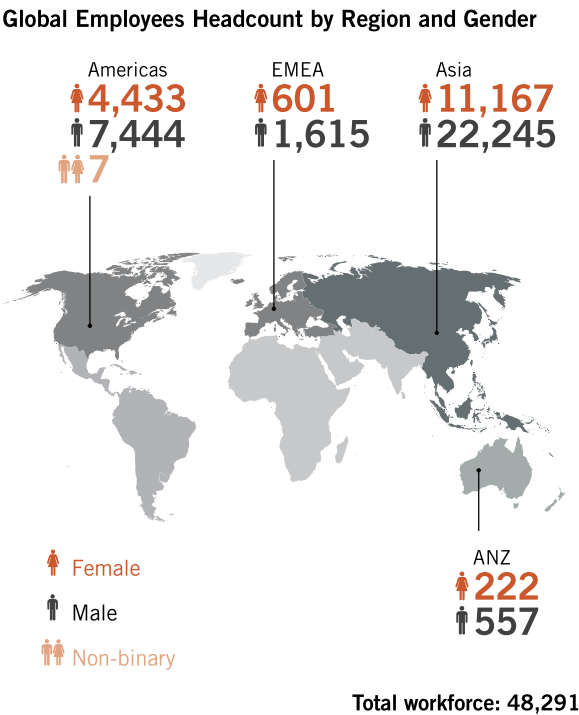 Global Employees Headcount by Region and Gender
Americas
4,433
7,444
7
EMEA
601
1,615
Asia
11,167
22,245
ANZ
222
557
Female
Male
Non-binary
Total workforce: 48,291